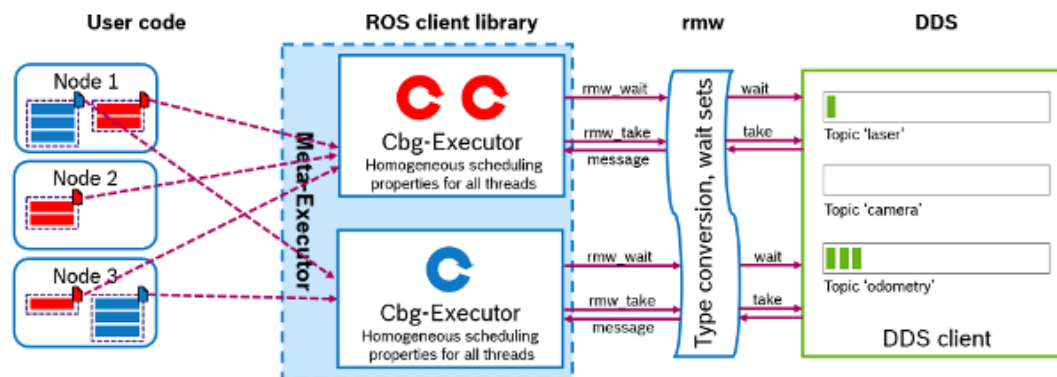 User code
ROS client library
rmw
DDS
Node 1
Node 2
Node 3
Meta-Executor
Cbg-Executor
Homogeneous scheduling
properties for all threads
Cbg-Executor
Homogeneous scheduling
properties for all threads
rmw_wait
rmw_take
message
rmw_wait
rmw_take
message
Type conversion, wait sets
wait
take
wait
take
Topic ‘laser’
Topic ‘camera’
Topic ‘odometry’
DDS client